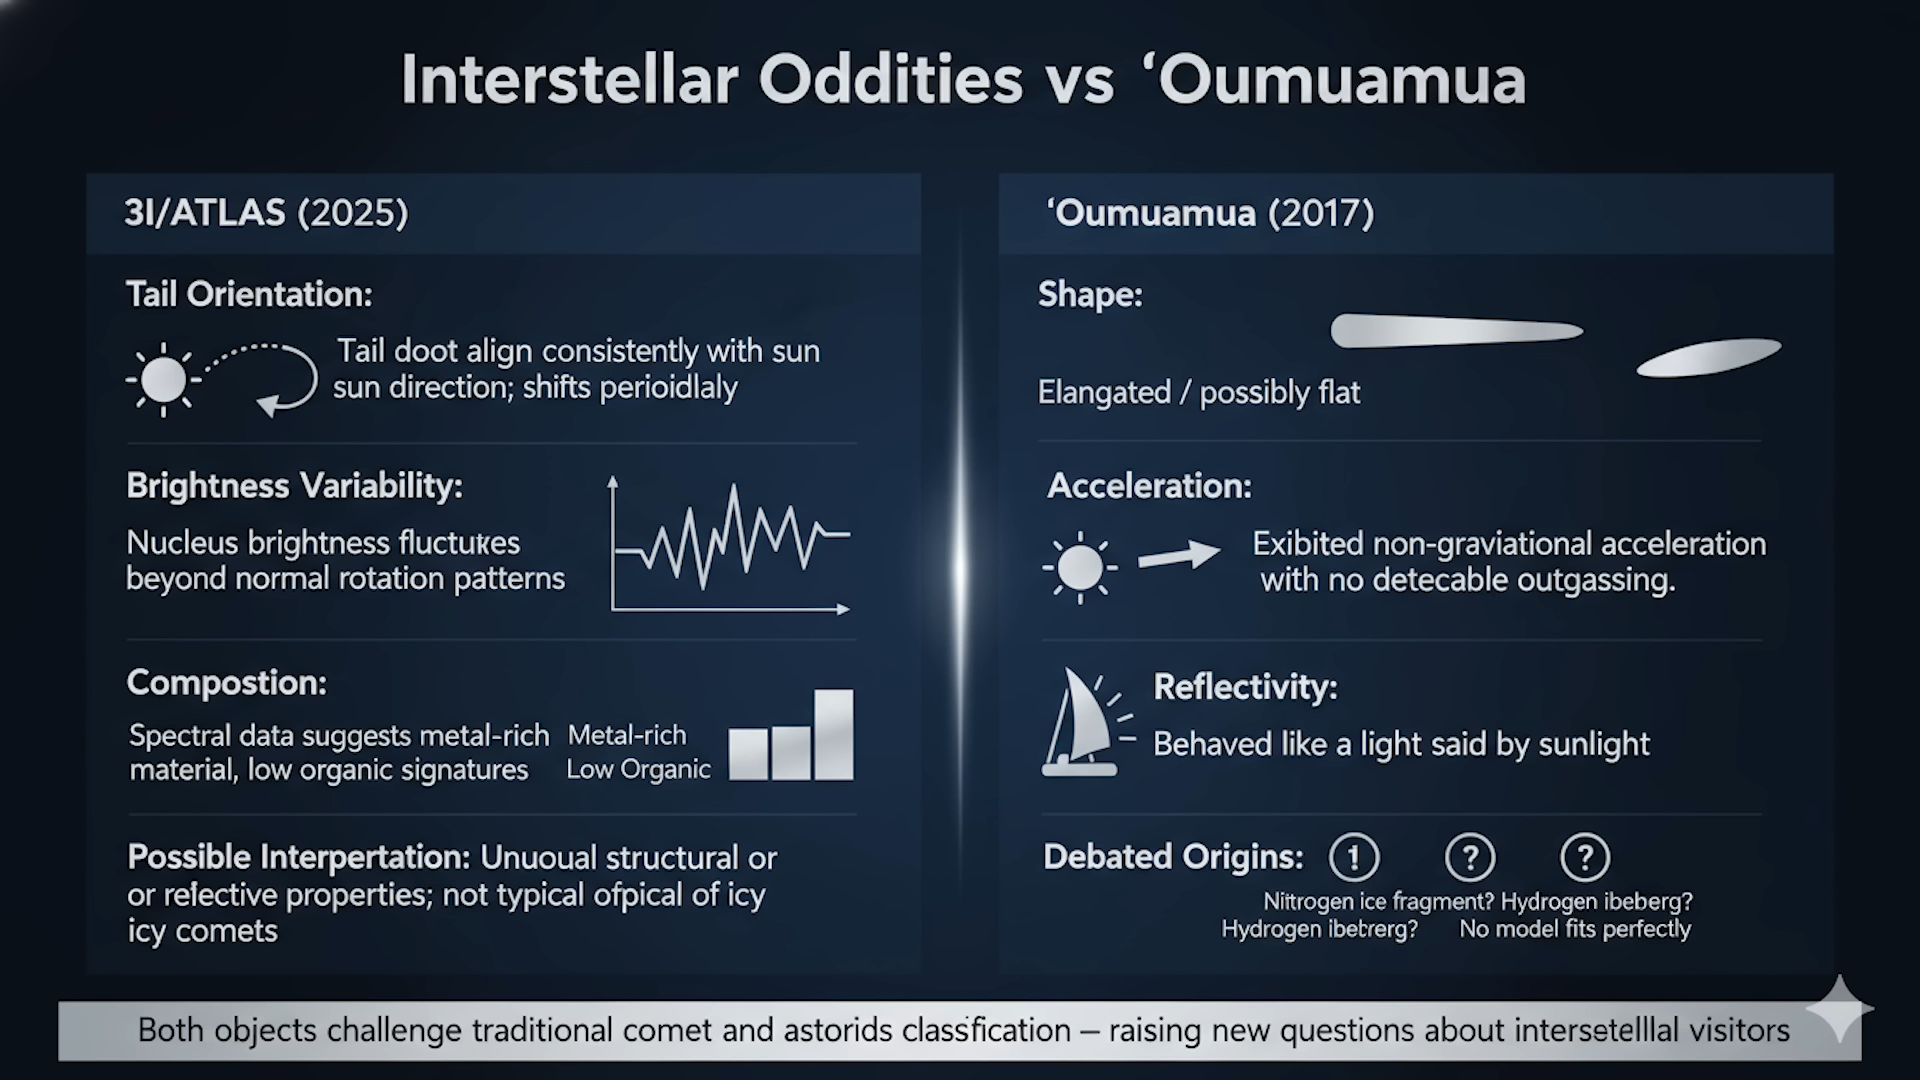 Interstellar Oddities vs ‘Oumuamua
3I/ATLAS (2025)
Tail Orientation:
Tail doot align consistently with sun
sun direction; shifts perioidlaly
Brightness Variability:
Nucleus brightness fluctukes
beyond normal rotation patterns
Compostion:
Spectral data suggests metal-rich
material, low organic signatures
Metal-rich
Low Organic
Possible Interpertation: Unuoual structural or
or refective properties; not typical ofpical of icy
icy comets
‘Oumuamua (2017)
Shape:
Elangated / possibly flat
Acceleration:
Exibited non-graviational acceleration
with no detecable outgassing.
Reflectivity:
Behaved like a light said by sunlight
Debated Origins:
! ? ?
Nitrogen ice fragment? Hydrogen ibeberg?
Hydrogen ibetrerg? No model fits perfectly
Both objects challenge traditional comet and astorids classfication – raising new questions about intersetelllal visitors